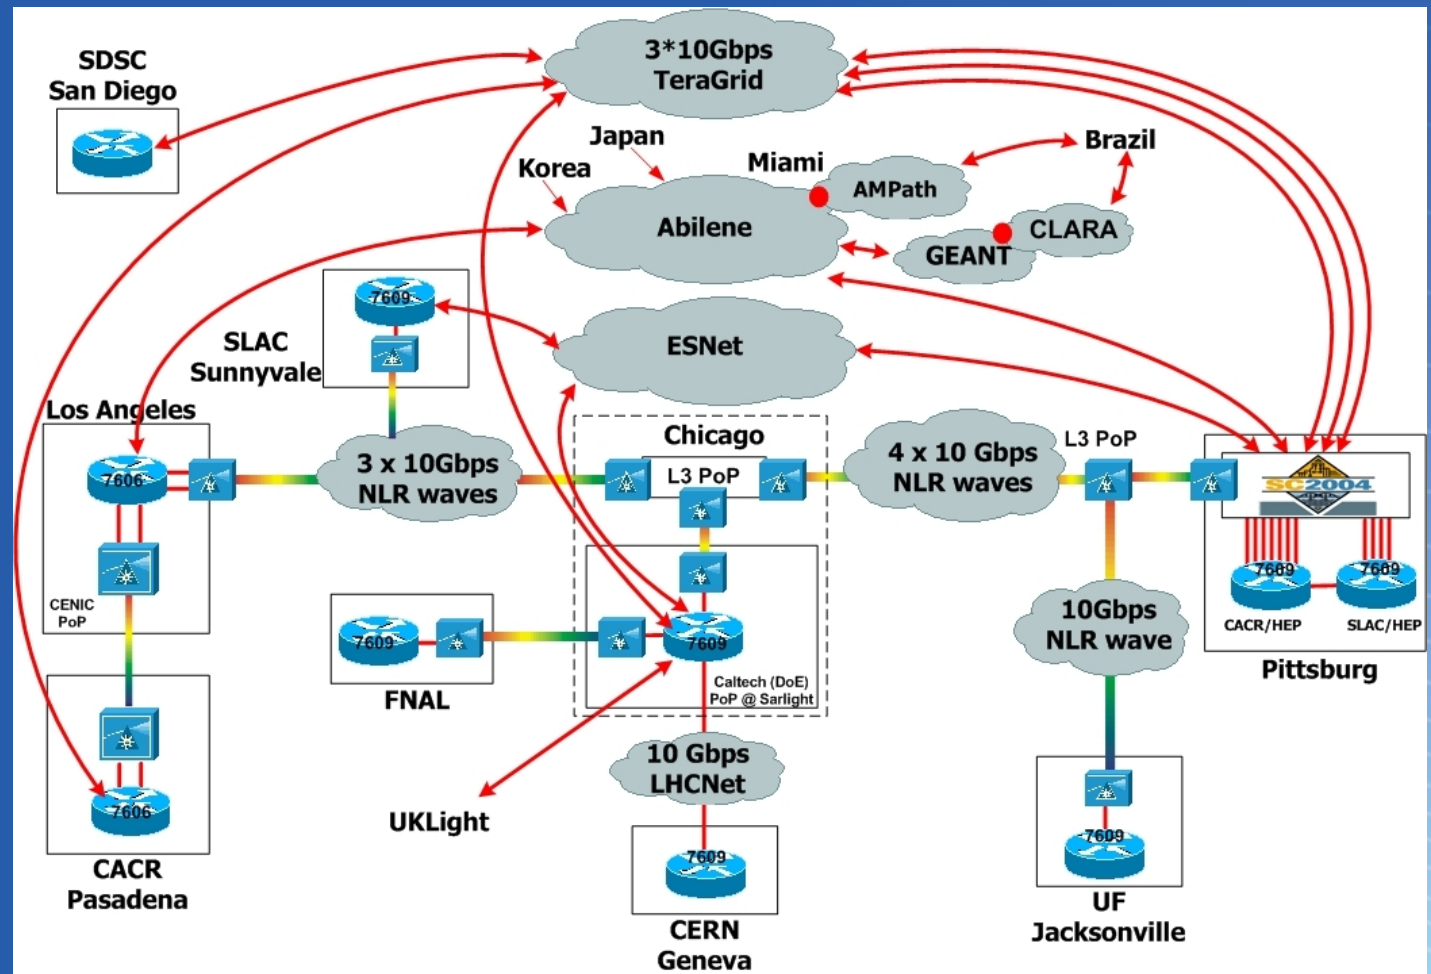 3*10Gbps
TeraGrid
SDSC
San Diego
Japan
Korea
Miami
AMPath
Brazil
Abilene
CLARA
GEANT
7609
SLAC
Sunnyvale
ESNet
Los Angeles
7606
CENIC
PoP
3 x 10Gbps
NLR waves
Chicago
L3 PoP
4 x 10 Gbps
NLR waves
L3 PoP
SC2004
7609
7609
CACR/HEP
SLAC/HEP
Pittsburg
7609
FNAL
7609
Caltech (DoE)
PoP @ Sarlight
10Gbps
NLR wave
7606
CACR
Pasadena
UKLight
10 Gbps
LHCNet
7609
CERN
Geneva
7609
UF
Jacksonville